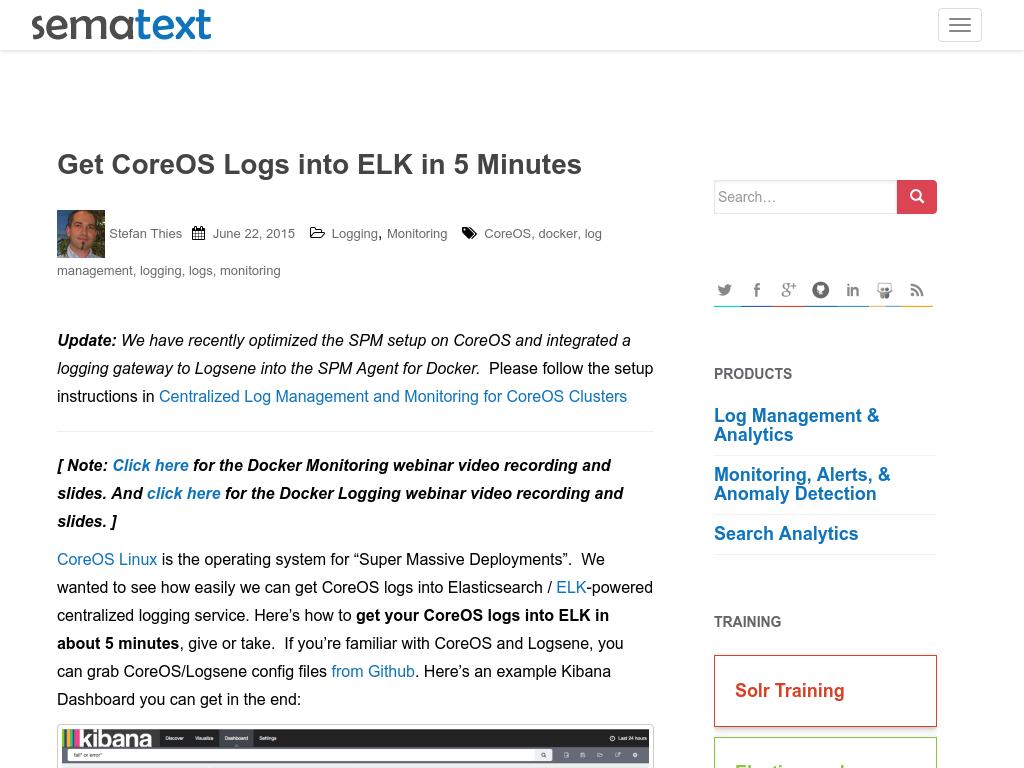 sematext
Get CoreOS Logs into ELK in 5 Minutes
Stefan Thies June 22, 2015 Logging, Monitoring CoreOS, docker, log
management, logging, logs, monitoring
Update: We have recently optimized the SPM setup on CoreOS and integrated a
logging gateway to Logsene into the SPM Agent for Docker. Please follow the setup
instructions in Centralized Log Management and Monitoring for CoreOS Clusters
[ Note: Click here for the Docker Monitoring webinar video recording and
slides. And click here for the Docker Logging webinar video recording and
slides. ]
CoreOS Linux is the operating system for “Super Massive Deployments”. We
wanted to see how easily we can get CoreOS logs into Elasticsearch / ELK-powered
centralized logging service. Here’s how to get your CoreOS logs into ELK in
about 5 minutes, give or take. If you’re familiar with CoreOS and Logsene, you
can grab CoreOS/Logsene config files from Github. Here’s an example Kibana
Dashboard you can get in the end:
kibana Discover Visualize Dashboard Settings Last 24 hours
fail* or error*
Search…
PRODUCTS
Log Management &
Analytics
Monitoring, Alerts, &
Anomaly Detection
Search Analytics
TRAINING
Solr Training